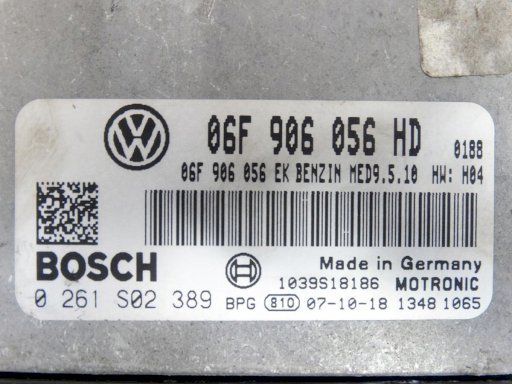 06F 906 056 HD 0188
06F 906 056 EK BENZIN MED9.5.10 HW: H04
BOSCH
Made in Germany
1039S18186 MOTRONIC
0 261 S02 389 BPG 810 07-10-18 1348 1065